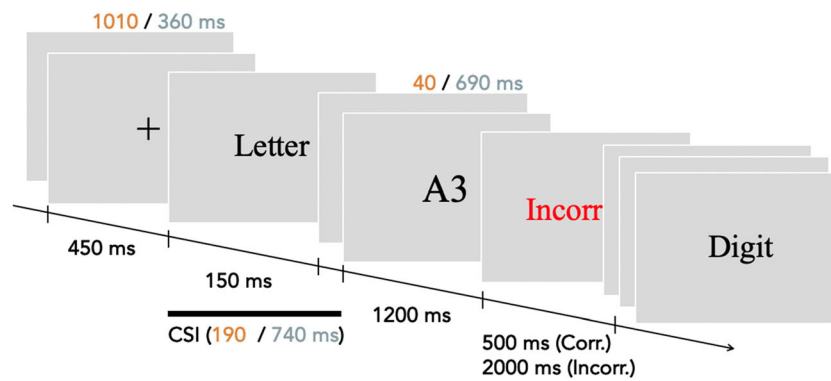 1010 / 360 ms
40 / 690 ms
+
Letter
A3
Incorr
Digit
450 ms
150 ms
1200 ms
CSI (190 / 740 ms)
500 ms (Corr.)
2000 ms (Incorr.)